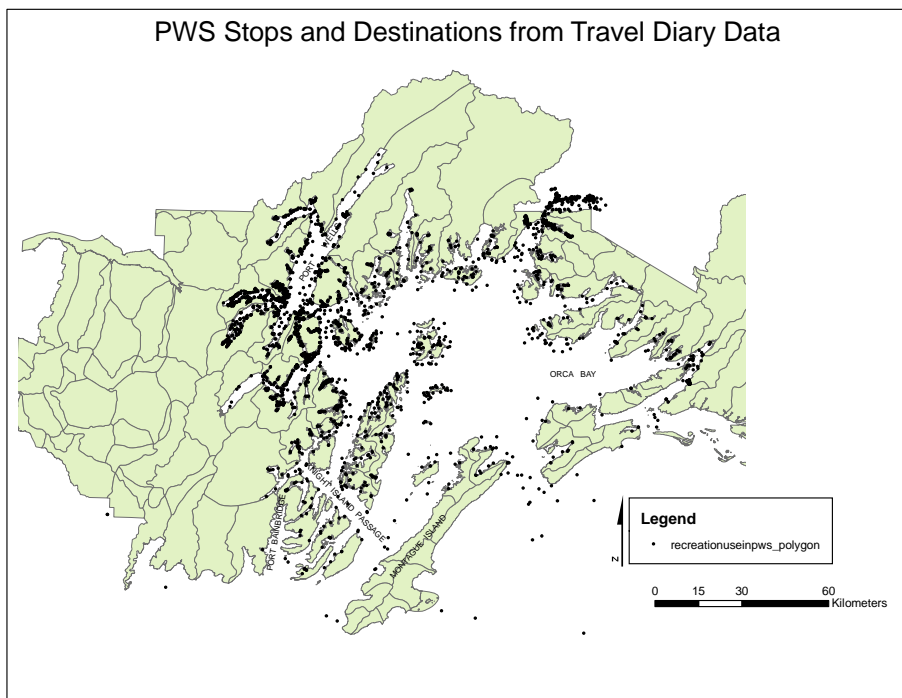 PWS Stops and Destinations from Travel Diary Data
PORT
ORCA BAY
KNIGHT ISLAND PASSAGE
PORT BAINBRIDGE
MONTAGUE ISLAND
N
Legend
recreationuseinpws_polygon
0 15 30 60
Kilometers